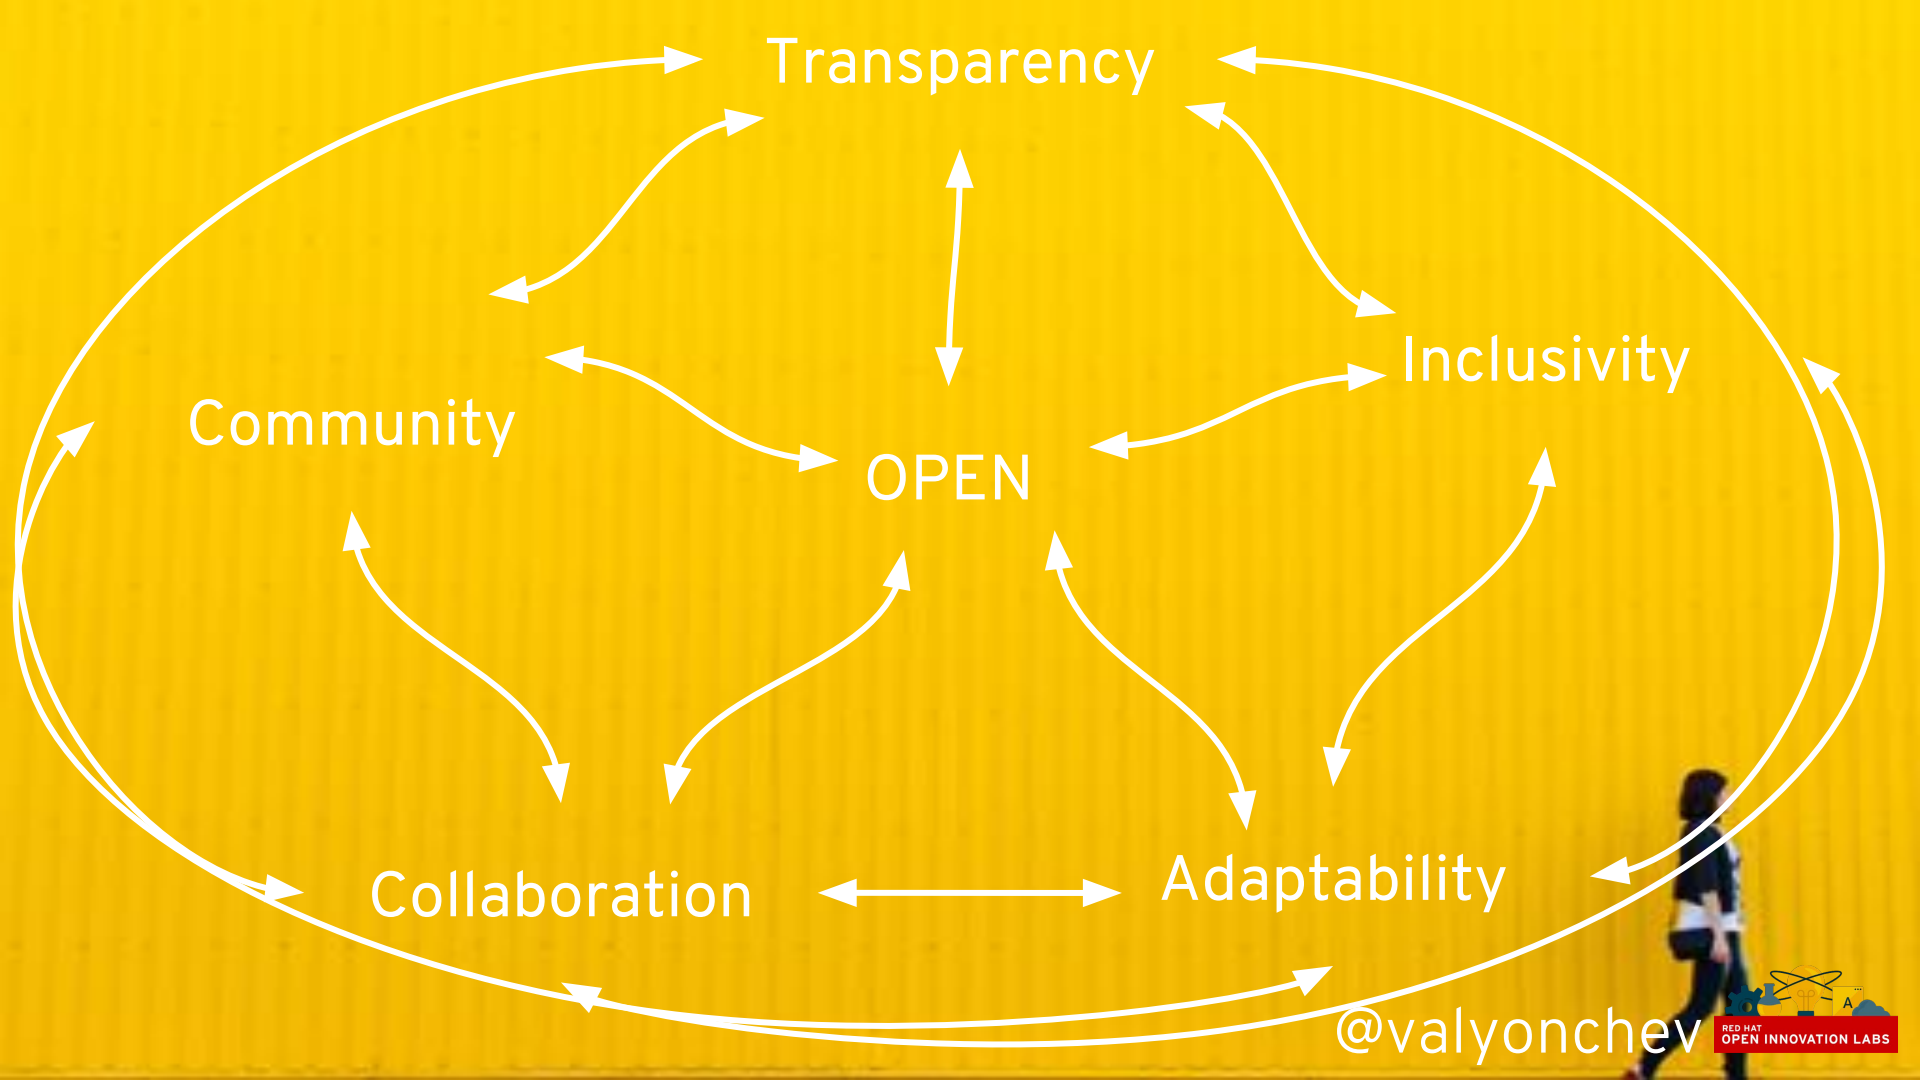 Transparency
Inclusivity
Community
OPEN
Adaptability
Collaboration
@valyonchev
A
RED HAT
OPEN INNOVATION LABS